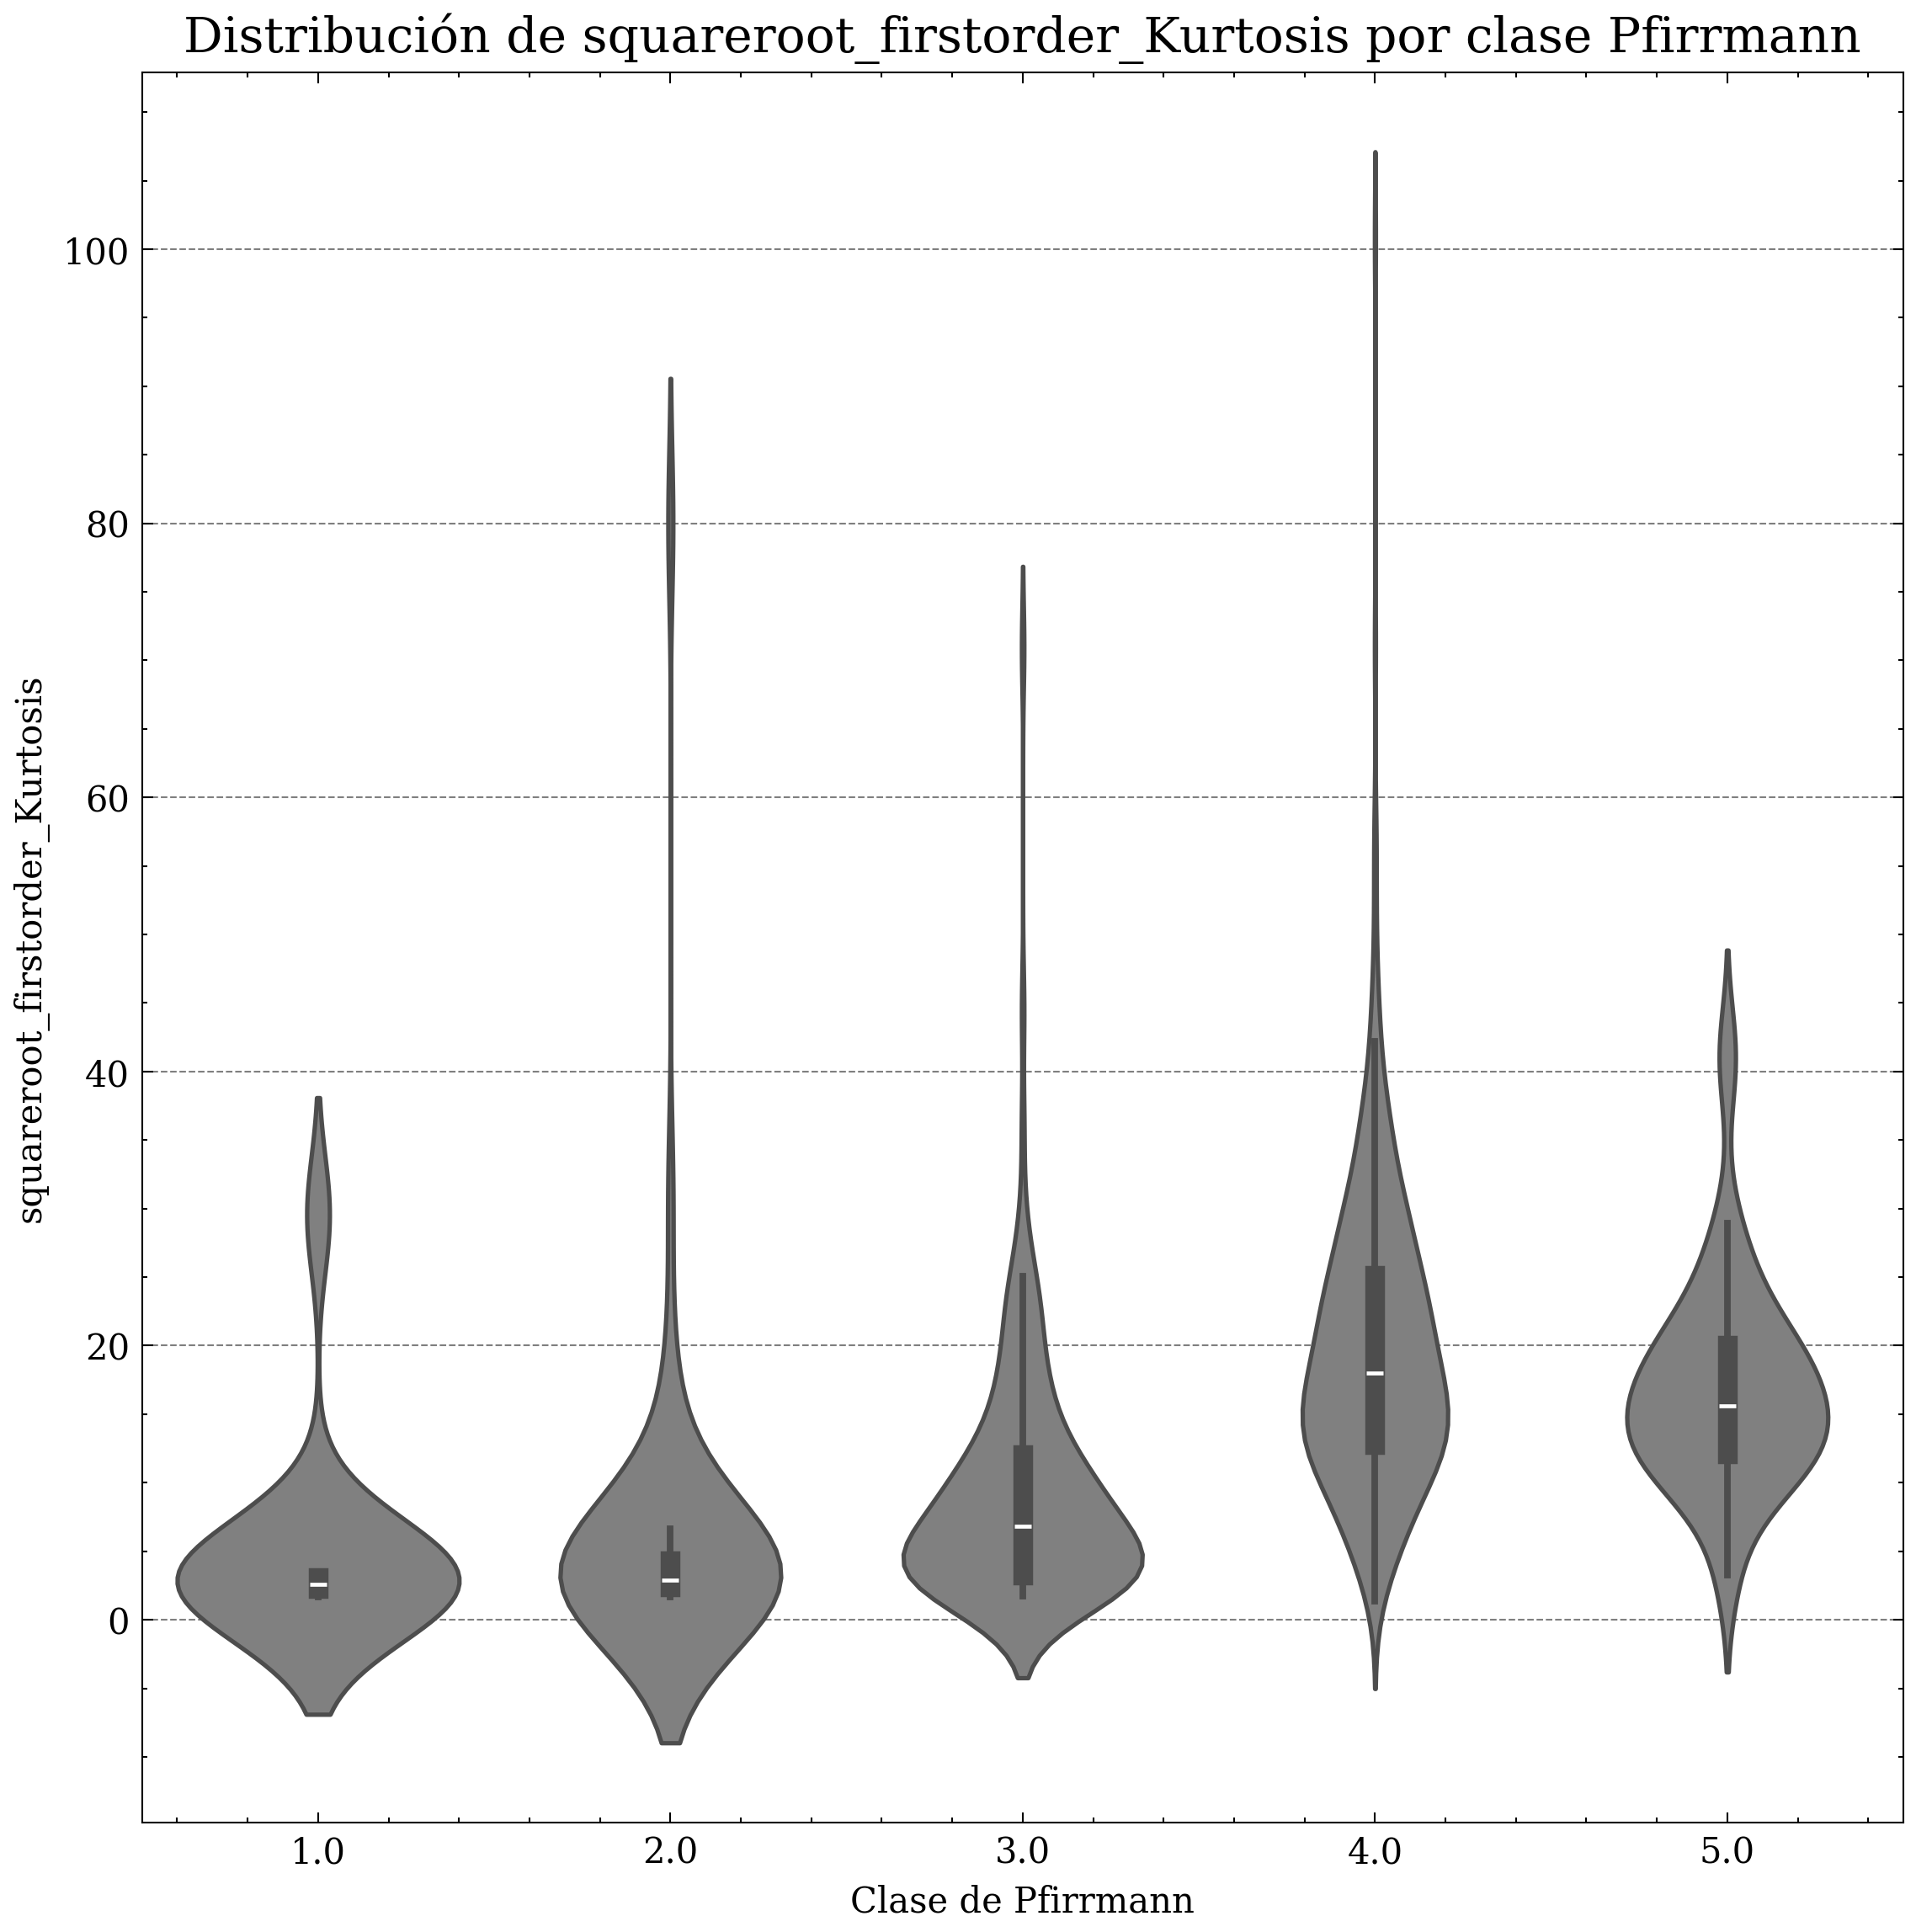 Distribución de squareroot_firstorder_Kurtosis por clase Pfirrmann
squareroot_firstorder_Kurtosis
100
80
60
40
20
0
1.0 2.0 3.0 4.0 5.0
Clase de Pfirrmann